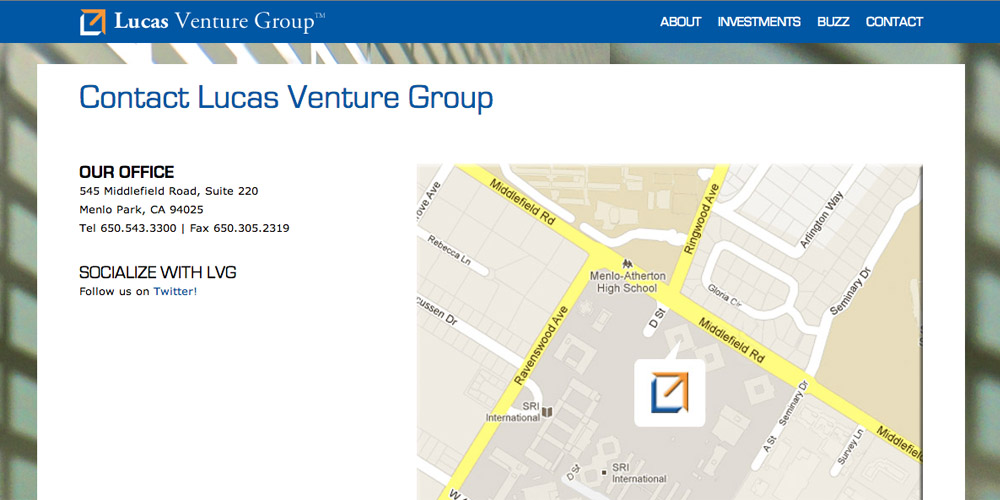 Lucas Venture Group™
ABOUT INVESTMENTS BUZZ CONTACT
Contact Lucas Venture Group
OUR OFFICE
545 Middlefield Road, Suite 220
Menlo Park, CA 94025
Tel 650.543.3300 | Fax 650.305.2319
SOCIALIZE WITH LVG
Follow us on Twitter!
Middlefield Rd
Ringwood Ave
Arlington Way
ove Ave
Rebecca Ln
Menlo-Atherton
High School
Gloria Cir
Seminary Dr
cussen Dr
D St
Middlefield Rd
Ravenswood Ave
SRI
International
Seminary Dr
A St
Survey Ln
Middlefield
D St
SRI
International
W